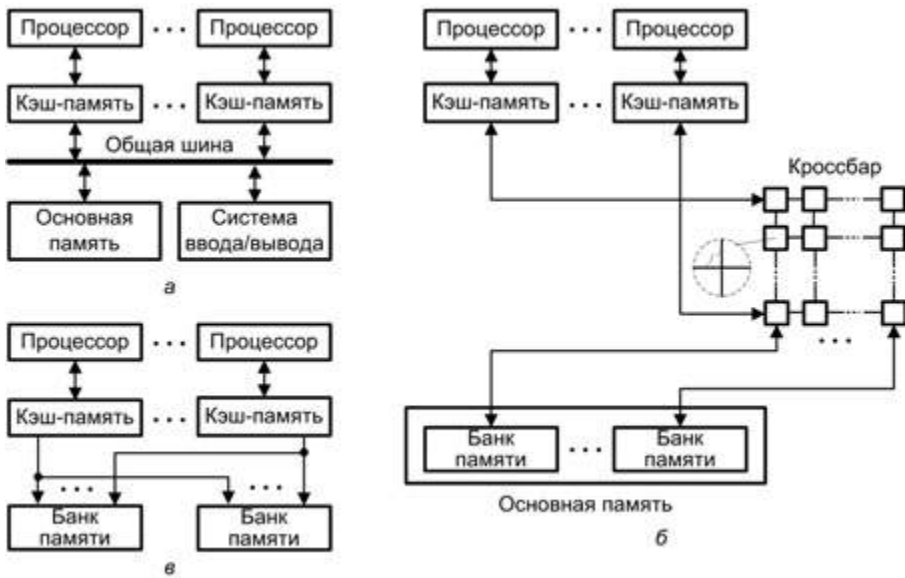 Процессор ... Процессор
Кэш-память ... Кэш-память
Общая шина
Основная память
Система ввода/вывода
а
Процессор ... Процессор
Кэш-память ... Кэш-память
Кроссбар
...
Банк памяти ... Банк памяти
Основная память
б
Процессор ... Процессор
Кэш-память ... Кэш-память
... ...
Банк памяти
Банк памяти
в